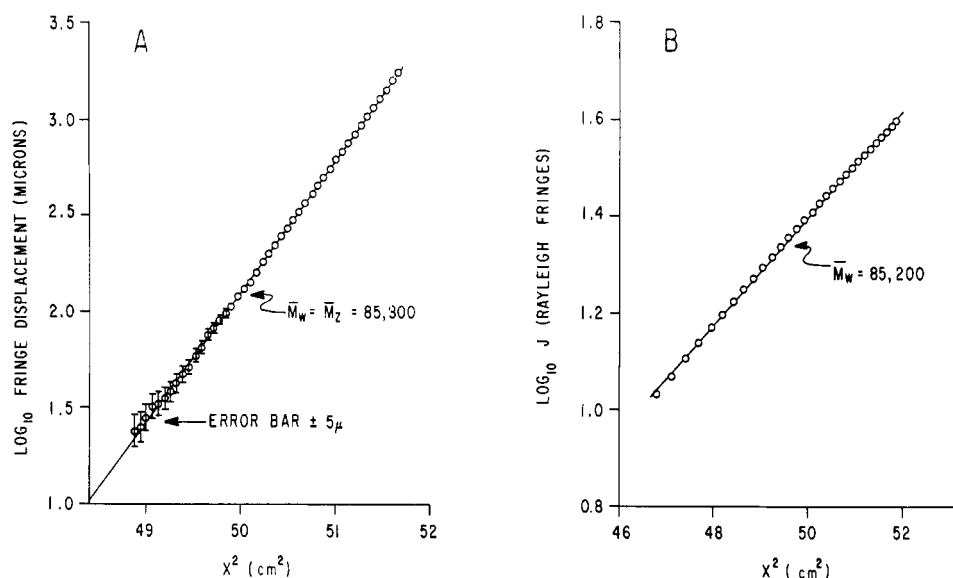 A
LOG10 FRINGE DISPLACEMENT (MICRONS)
3.5
3.0
2.5
2.0
1.5
1.0
M̅w = M̅z = 85,300
ERROR BAR ± 5μ
49
50
51
52
X² (cm²)
B
LOG10 J (RAYLEIGH FRINGES)
1.8
1.6
1.4
1.2
1.0
0.8
M̅w = 85,200
46
48
50
52
X² (cm²)